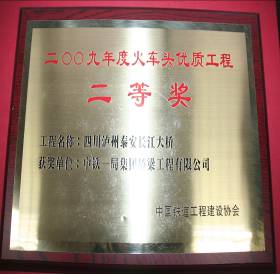 二〇〇九年度火车头优质工程
二等奖
工程名称：四川泸州泰安长江大桥
获奖单位：中铁一局集团桥梁工程有限公司
中国铁道工程建设协会